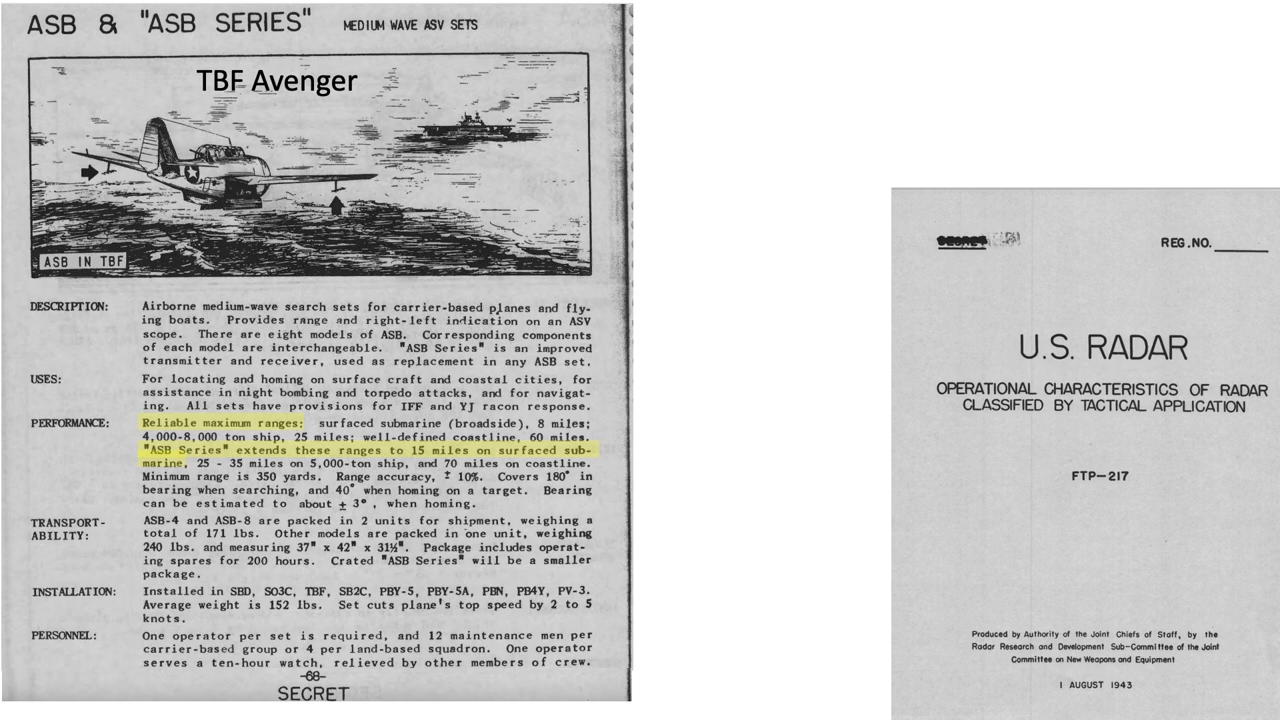 ASB & "ASB SERIES" MEDIUM WAVE ASV SETS
TBF Avenger
ASB IN TBF
DESCRIPTION: Airborne medium-wave search sets for carrier-based planes and fly-
ing boats. Provides range and right-left indication on an ASV
scope. There are eight models of ASB. Corresponding components
of each model are interchangeable. "ASB Series" is an improved
transmitter and receiver, used as replacement in any ASB set.
USES: For locating and homing on surface craft and coastal cities, for
assistance in night bombing and torpedo attacks, and for navigat-
ing. All sets have provisions for IFF and YJ racon response.
PERFORMANCE: Reliable maximum ranges: surfaced submarine (broadside), 8 miles;
4,000-8,000 ton ship, 25 miles; well-defined coastline, 60 miles.
"ASB Series" extends these ranges to 15 miles on surfaced sub-
marine, 25 - 35 miles on 5,000-ton ship, and 70 miles on coastline.
Minimum range is 350 yards. Range accuracy, ± 10%. Covers 180° in
bearing when searching, and 40° when homing on a target. Bearing
can be estimated to about ± 3°, when homing.
TRANSPORT- ASB-4 and ASB-8 are packed in 2 units for shipment, weighing a
ABILITY: total of 171 lbs. Other models are packed in one unit, weighing
240 lbs. and measuring 37" x 42" x 31½". Package includes operat-
ing spares for 200 hours. Crated "ASB Series" will be a smaller
package.
INSTALLATION: Installed in SBD, SO3C, TBF, SB2C, PBY-5, PBY-5A, PBN, PB4Y, PV-3.
Average weight is 152 lbs. Set cuts plane's top speed by 2 to 5
knots.
PERSONNEL: One operator per set is required, and 12 maintenance men per
carrier-based group or 4 per land-based squadron. One operator
serves a ten-hour watch, relieved by other members of crew.
-68-
SECRET
SECRET
REG.NO.
U.S. RADAR
OPERATIONAL CHARACTERISTICS OF RADAR
CLASSIFIED BY TACTICAL APPLICATION
FTP-217
Produced by Authority of the Joint Chiefs of Staff, by the
Radar Research and Development Sub-Committee of the Joint
Committee on New Weapons and Equipment
1 AUGUST 1943